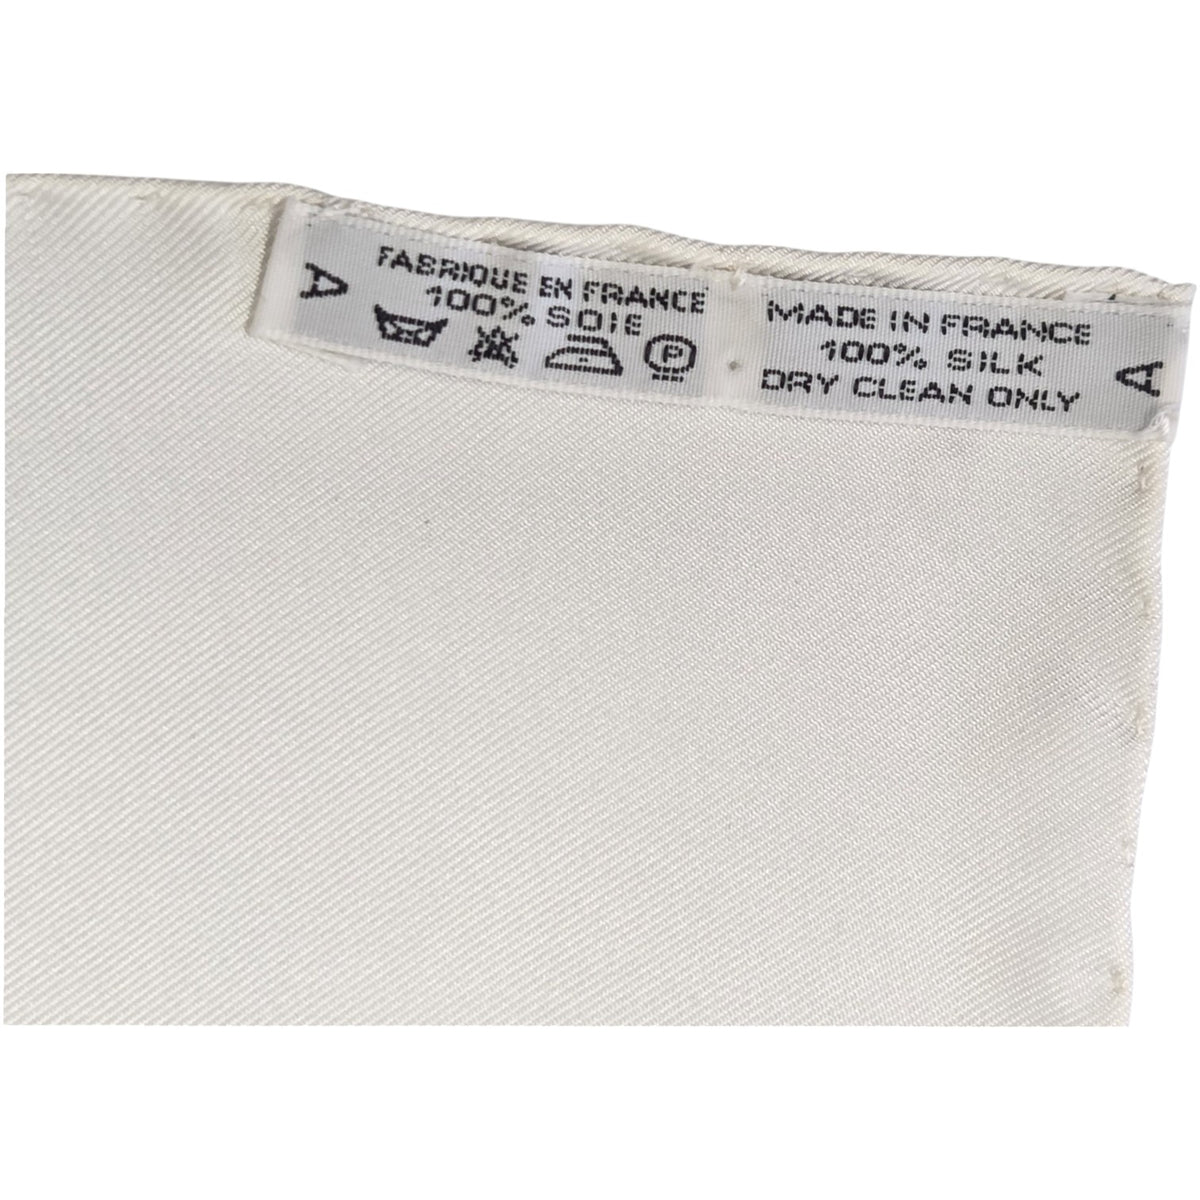 A
FABRIQUE EN FRANCE
100% SOIE
P
MADE IN FRANCE
100% SILK
DRY CLEAN ONLY
A